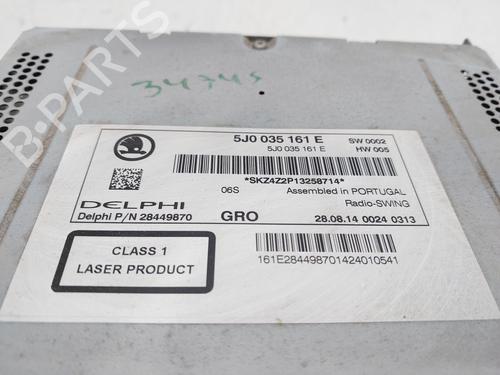 34745
B-PARTS
5J0 035 161 E SW 0002
5J0 035 161 E HW 005
*SKZ4Z2P13258714*
06S Assembled in PORTUGAL
DELPHI Radio-SWING
Delphi P/N 28449870 GRO 28.08.14 0024 0313
CLASS 1
LASER PRODUCT
161E284498701424010541